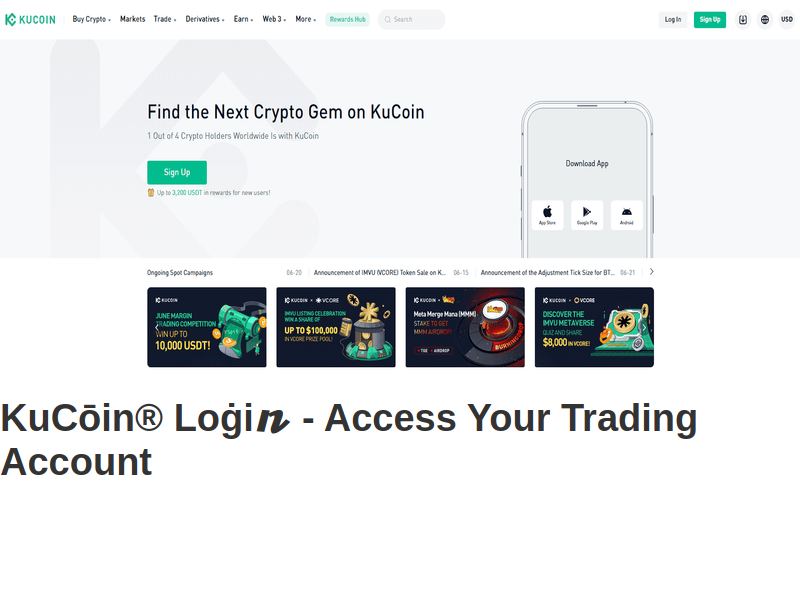 KUCOIN Buy Crypto Markets Trade Derivatives Earn Web 3 More Rewards Hub Search Log In Sign Up USD
Find the Next Crypto Gem on KuCoin
1 Out of 4 Crypto Holders Worldwide Is with KuCoin
Download App
Sign Up
Up to 3,200 USDT in rewards for new users!
App Store Google Play Android
Ongoing Spot Campaigns 06-20 Announcement of IMVU (VCORE) Token Sale on K... 06-15 Announcement of the Adjustment Tick Size for BT... 06-21
KUCOIN
JUNE MARGIN
TRADING COMPETITION
WIN UP TO
10,000 USDT!
KUCOIN × VCORE
IMVU LISTING CELEBRATION
WIN A SHARE OF
UP TO $100,000
IN VCORE PRIZE POOL!
KUCOIN ×
Meta Merge Mana (MMM)
STAKE TO GET
MMM AIRDROP!
BURNING
KUCOIN × VCORE
DISCOVER THE
IMVU METAVERSE
QUIZ AND SHARE
$8,000 IN VCORE!
KuCōin® Loġi𝓷 - Access Your Trading
Account